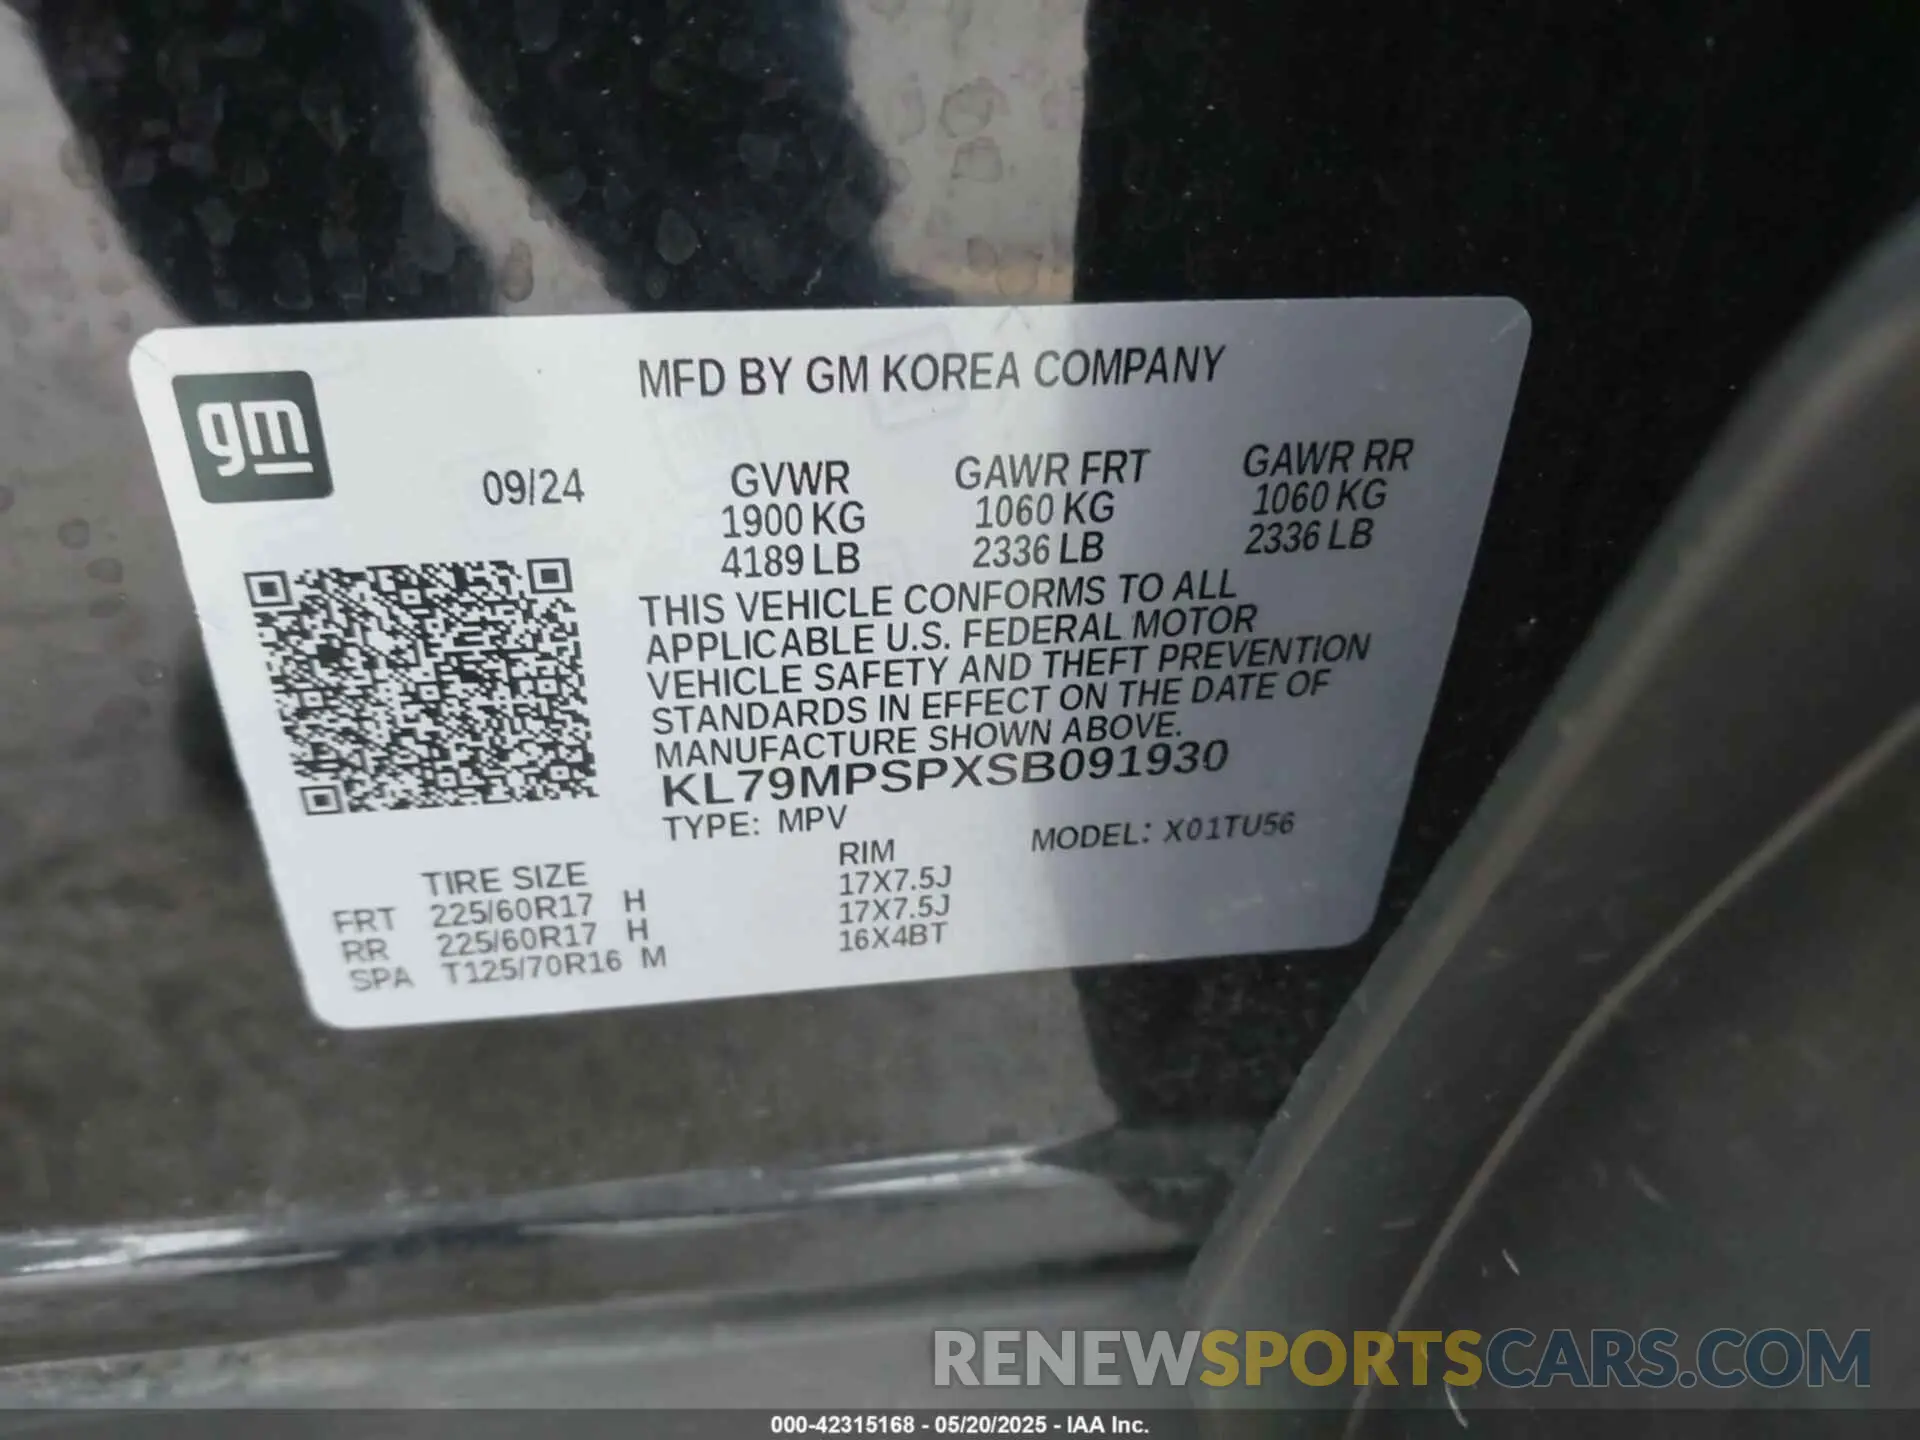 MFD BY GM KOREA COMPANY
gm
09/24
GVWR GAWR FRT GAWR RR
1900 KG 1060 KG 1060 KG
4189 LB 2336 LB 2336 LB
THIS VEHICLE CONFORMS TO ALL
APPLICABLE U.S. FEDERAL MOTOR
VEHICLE SAFETY AND THEFT PREVENTION
STANDARDS IN EFFECT ON THE DATE OF
MANUFACTURE SHOWN ABOVE.
KL79MPSPXSB091930
TYPE: MPV MODEL: X01TU56
TIRE SIZE RIM
FRT 225/60R17 H 17X7.5J
RR 225/60R17 H 17X7.5J
SPA T125/70R16 M 16X4BT
RENEWSPORTSCARS.COM
000-42315168 - 05/20/2025 - IAA Inc.